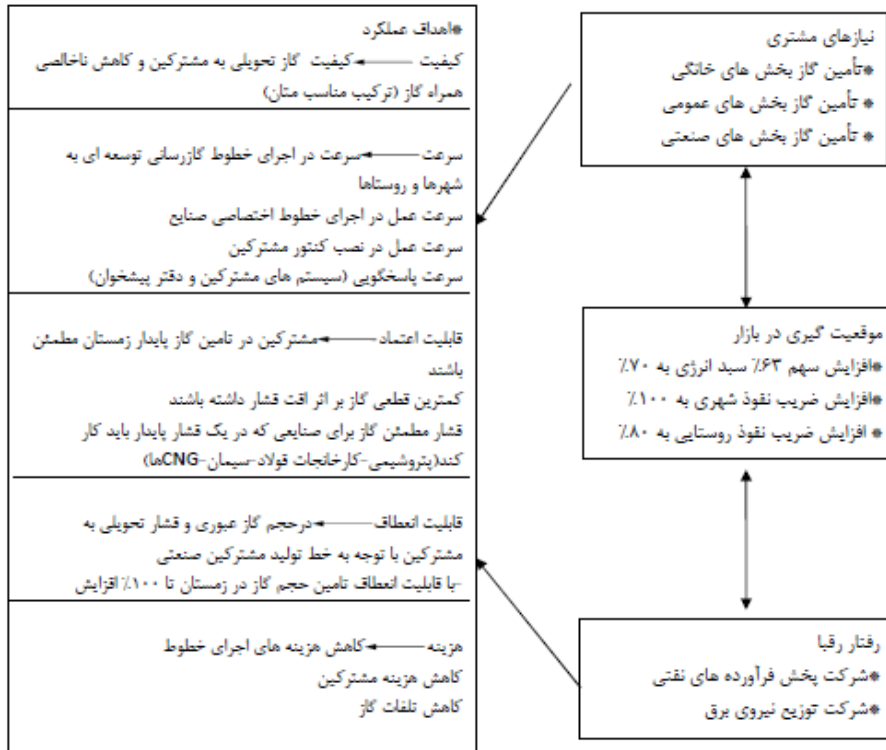 نیازهای مشتری
*تأمین گاز بخش های خانگی
* تأمین گاز بخش های عمومی
* تأمین گاز بخش های صنعتی
موقعیت گیری در بازار
*افزایش سهم ۶۳٪ سبد انرژی به ۷۰٪
*افزایش ضریب نفوذ شهری به ۱۰۰٪
* افزایش ضریب نفوذ روستایی به ۸۰٪
رفتار رقبا
*شرکت پخش فرآورده های نفتی
*شرکت توزیع نیروی برق
*اهداف عملکرد
کیفیت کیفیت گاز تحویلی به مشترکین و کاهش ناخالصی
همراه گاز (ترکیب مناسب متان)
سرعت سرعت در اجرای خطوط گازرسانی توسعه ای به
شهرها و روستاها
سرعت عمل در اجرای خطوط اختصاصی صنایع
سرعت عمل در نصب کنتور مشترکین
سرعت پاسخگویی (سیستم های مشترکین و دفتر پیشخوان)
قابلیت اعتماد مشترکین در تامین گاز پایدار زمستان مطمئن
باشند
کمترین قطعی گاز بر اثر افت فشار داشته باشند
فشار مطمئن گاز برای صنایعی که در یک فشار پایدار باید کار
کند(پتروشیمی-کارخانجات فولاد-سیمان-CNGها)
قابلیت انعطاف درحجم گاز عبوری و فشار تحویلی به
مشترکین با توجه به خط تولید مشترکین صنعتی
-با قابلیت انعطاف تامین حجم گاز در زمستان تا ۱۰۰٪ افزایش
هزینه کاهش هزینه های اجرای خطوط
کاهش هزینه مشترکین
کاهش تلفات گاز